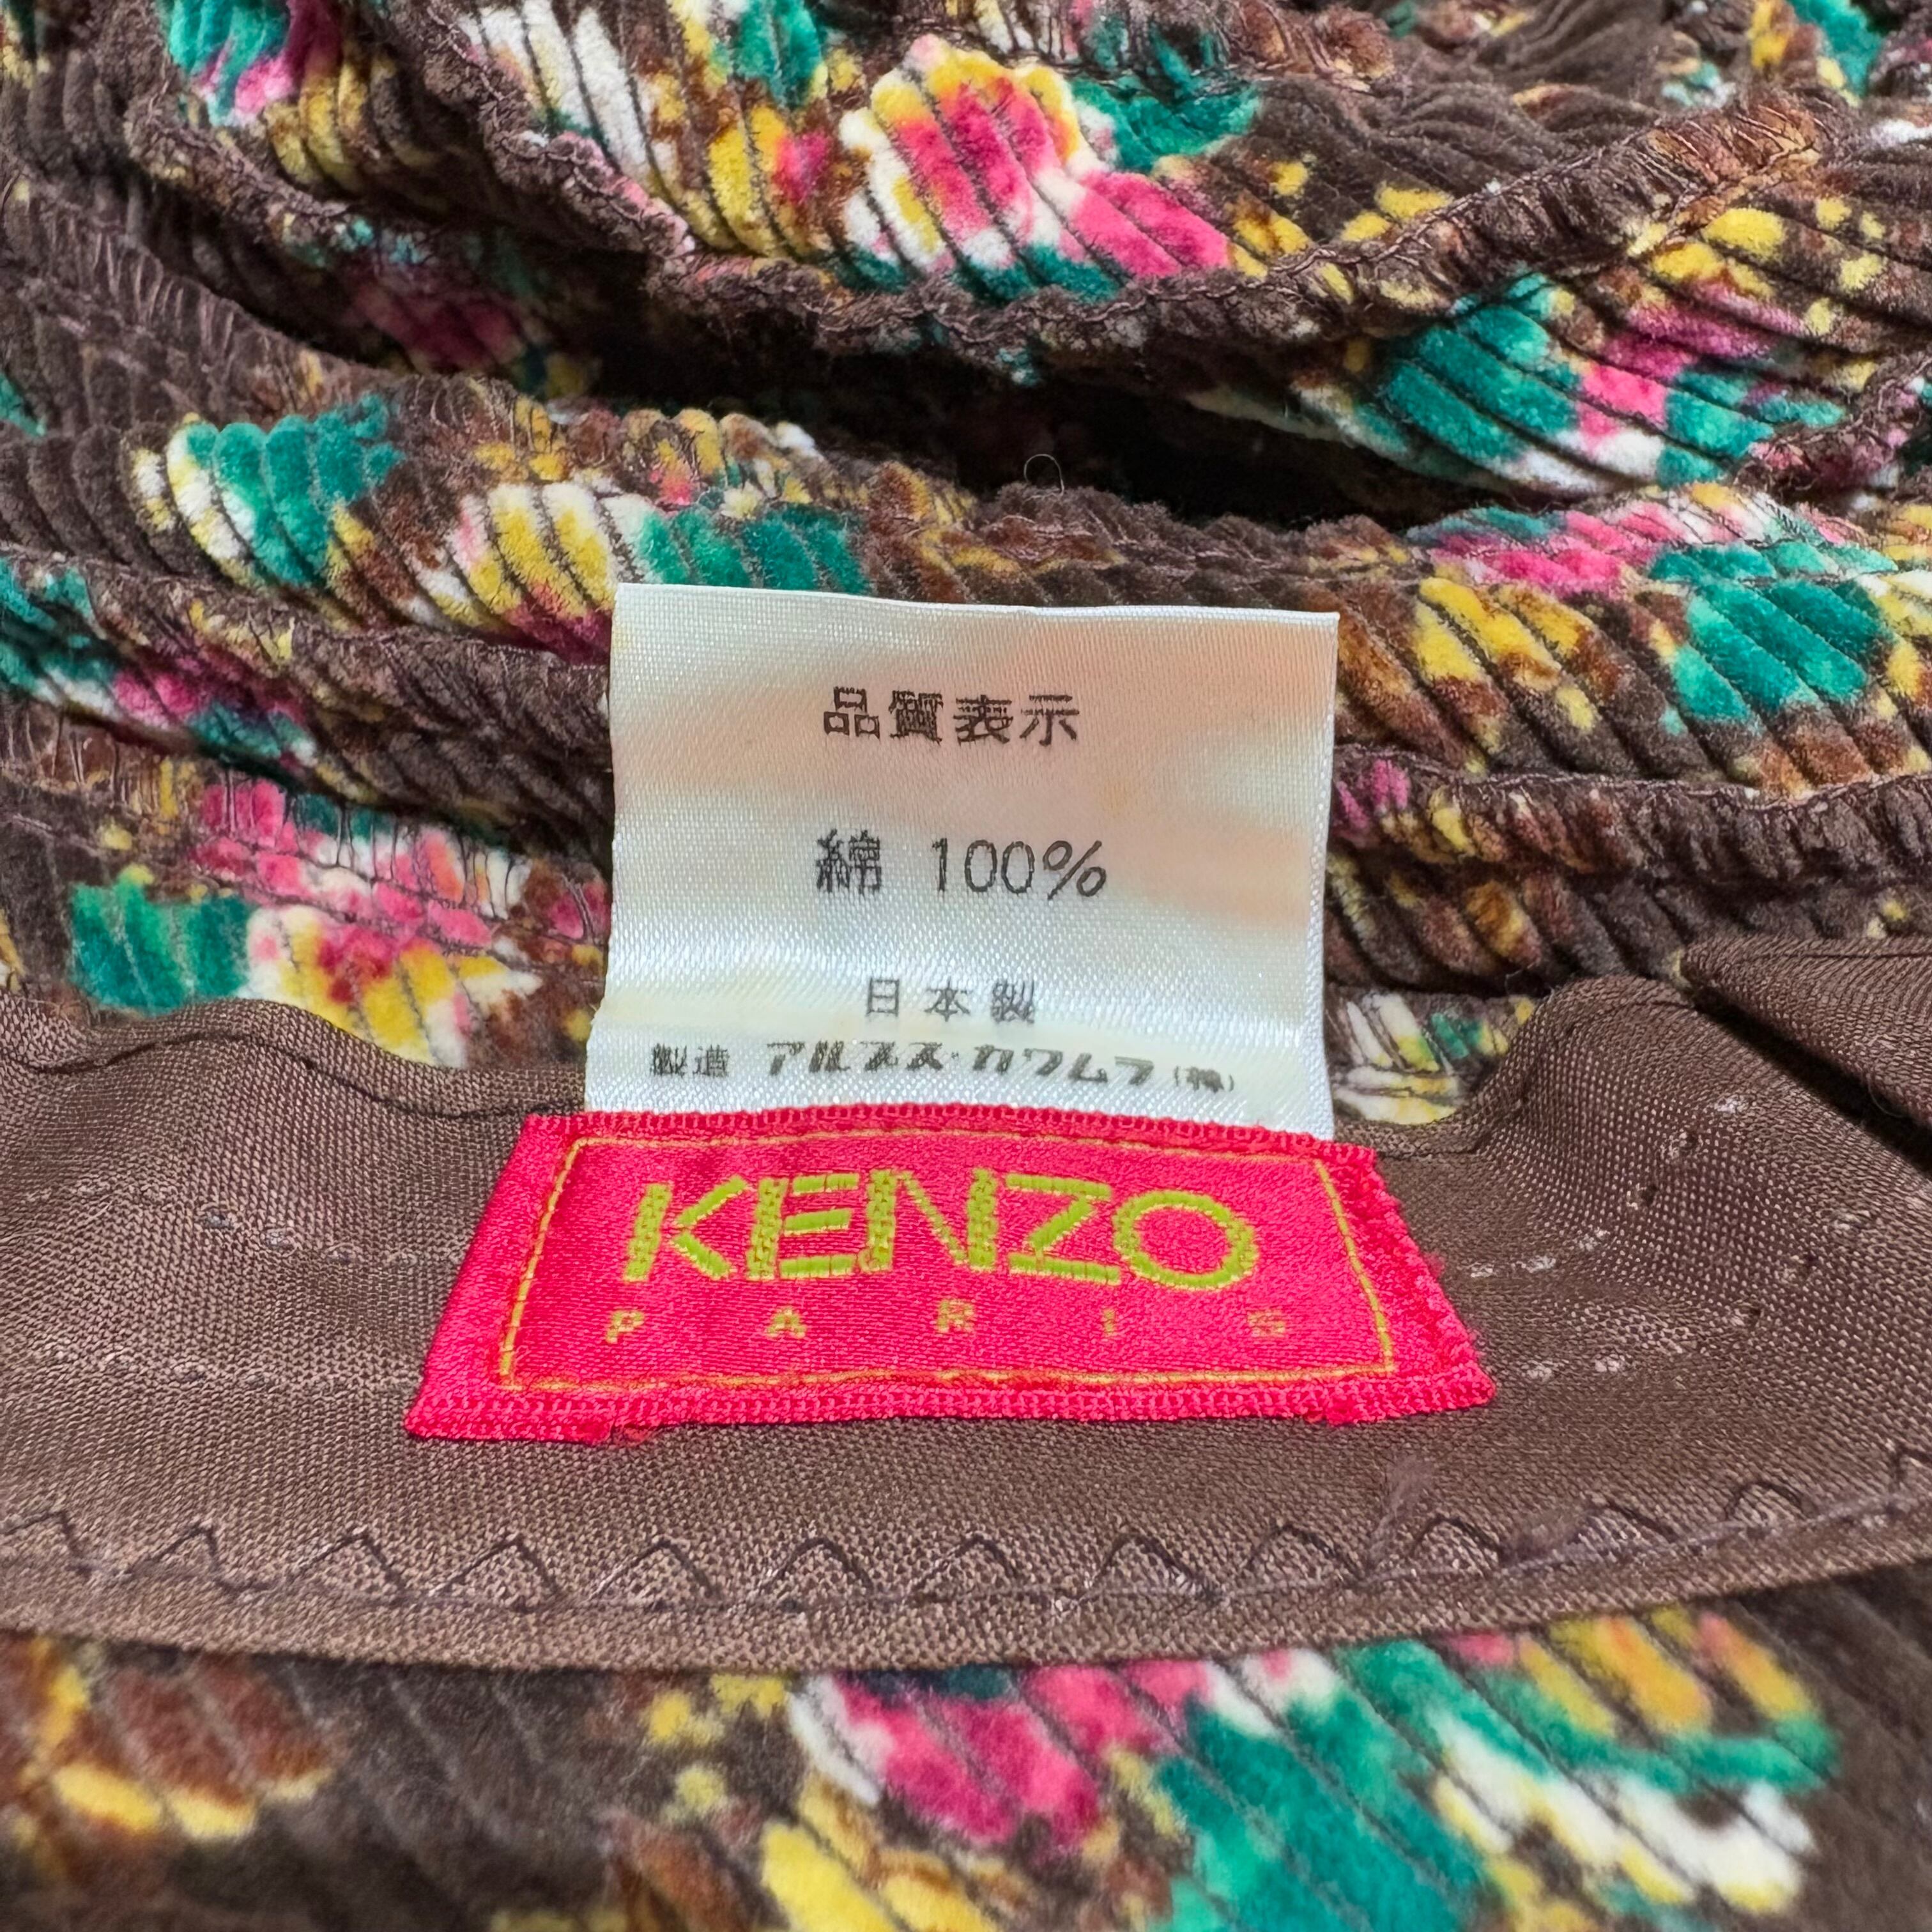 品質表示
綿 100%
日本製
製造 アルプス・カワムラ(株)
KENZO
PARIS